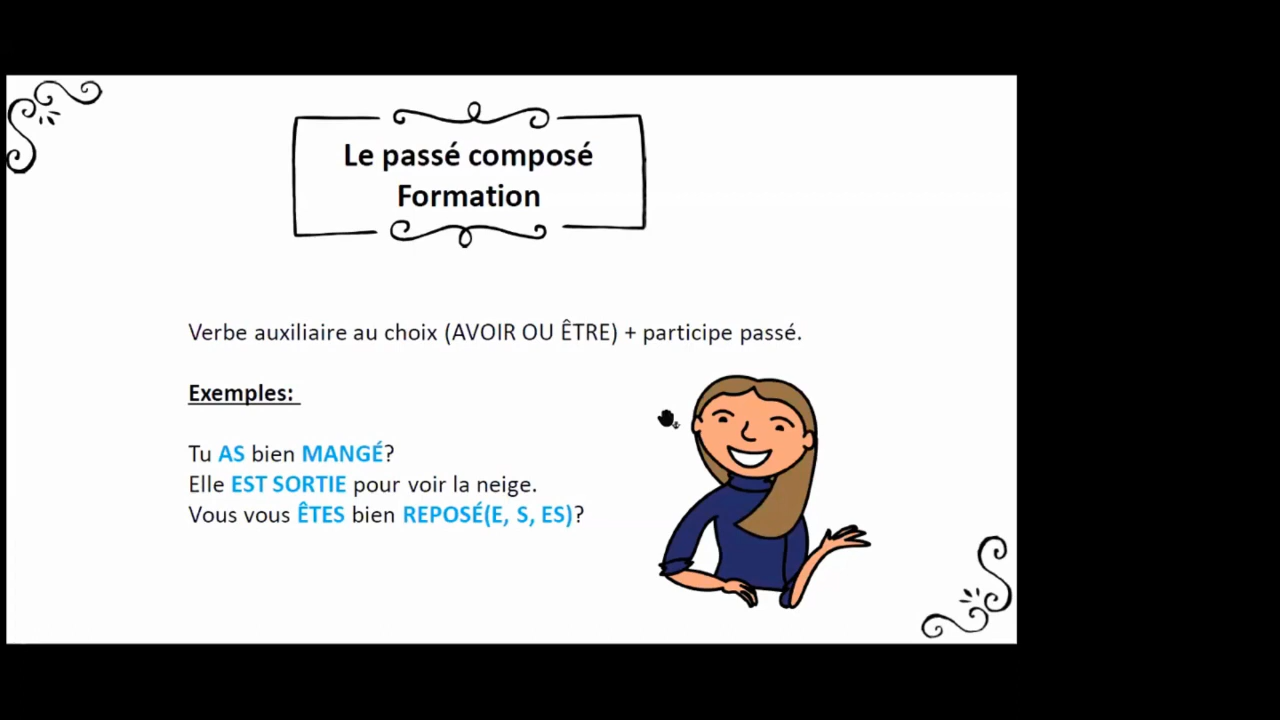 Le passé composé
Formation
Verbe auxiliaire au choix (AVOIR OU ÊTRE) + participe passé.
Exemples:
Tu AS bien MANGÉ?
Elle EST SORTIE pour voir la neige.
Vous vous ÊTES bien REPOSÉ(E, S, ES)?